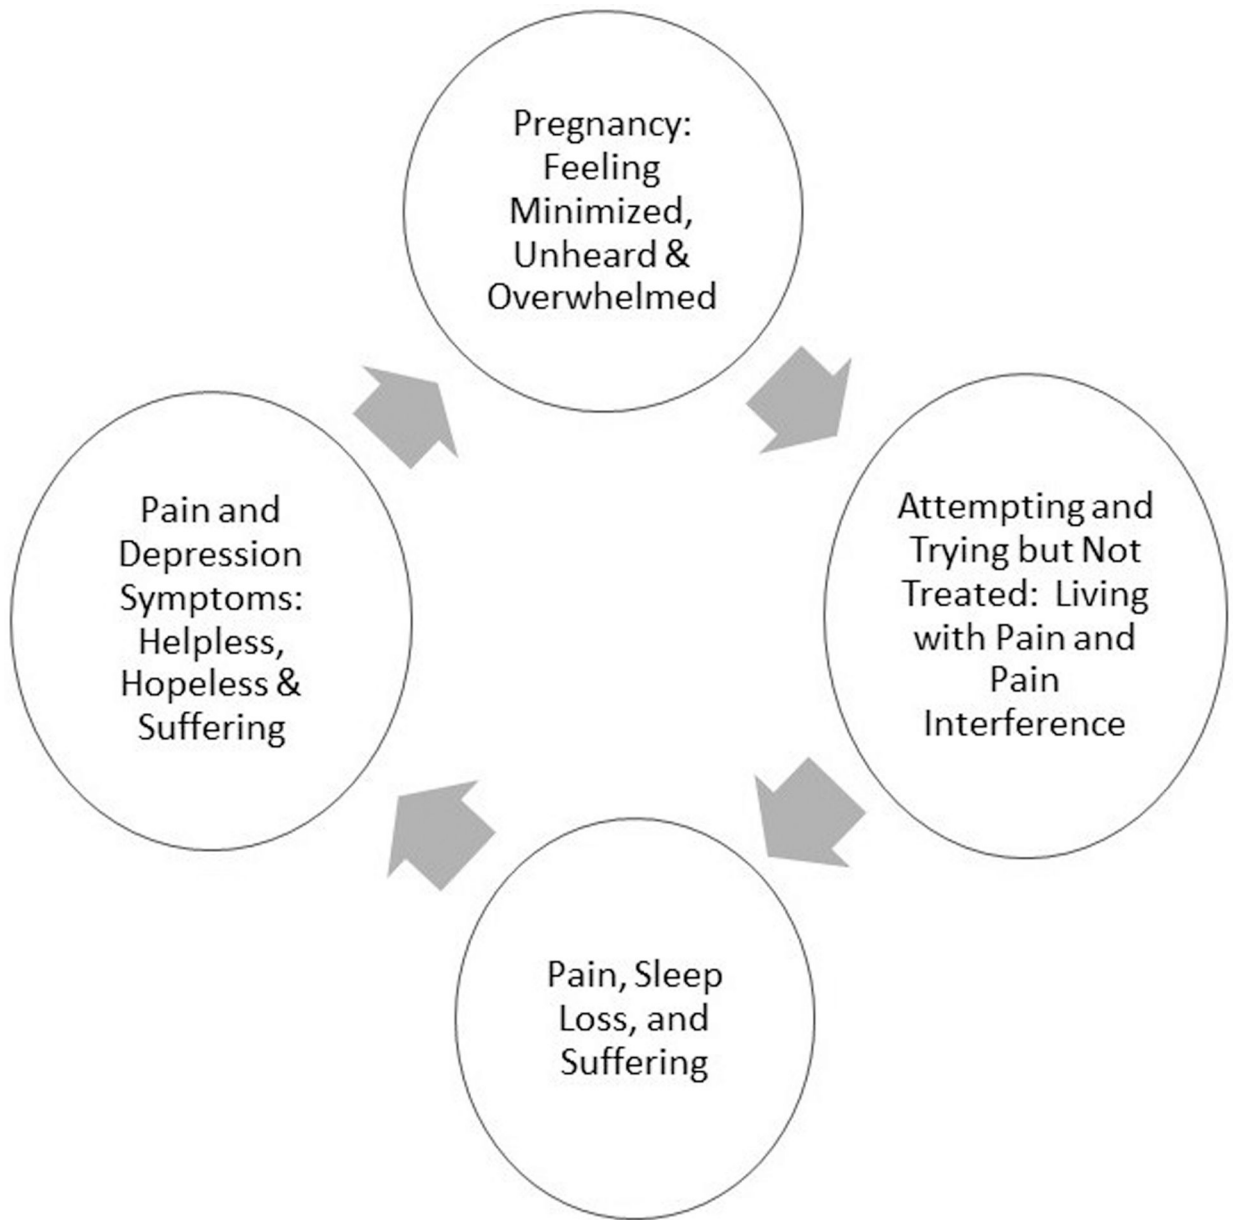 Pregnancy:
Feeling
Minimized,
Unheard &
Overwhelmed
Attempting and
Trying but Not
Treated: Living
with Pain and
Pain
Interference
Pain, Sleep
Loss, and
Suffering
Pain and
Depression
Symptoms:
Helpless,
Hopeless &
Suffering